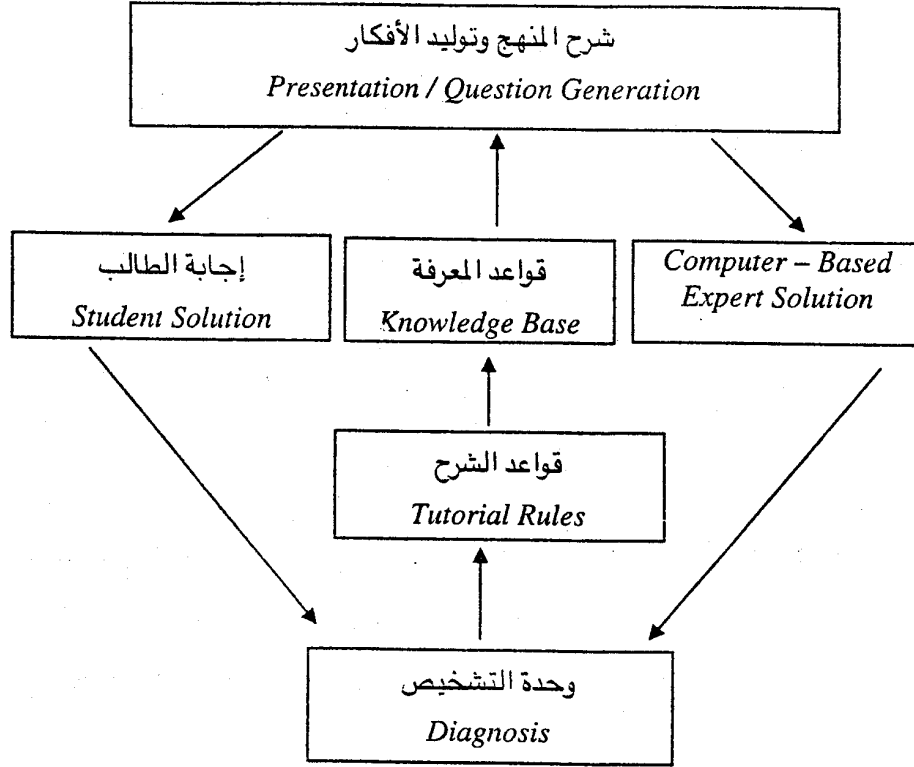 شرح المنهج وتوليد الأفكار
Presentation / Question Generation
إجابة الطالب
Student Solution
قواعد المعرفة
Knowledge Base
Computer – Based
Expert Solution
قواعد الشرح
Tutorial Rules
وحدة التشخيص
Diagnosis